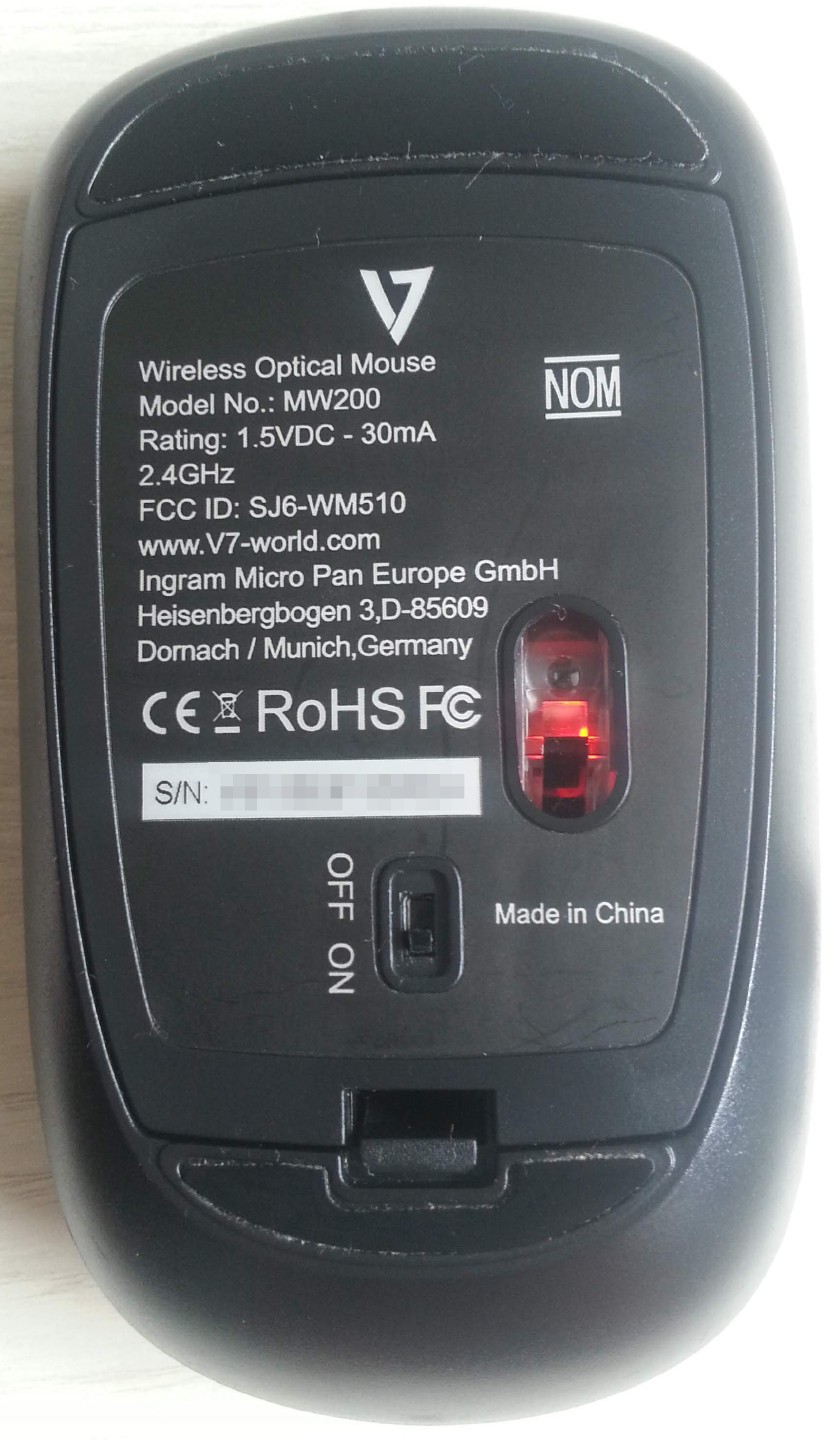 V7
Wireless Optical Mouse
NOM
Model No.: MW200
Rating: 1.5VDC - 30mA
2.4GHz
FCC ID: SJ6-WM510
www.V7-world.com
Ingram Micro Pan Europe GmbH
Heisenbergbogen 3,D-85609
Dornach / Munich,Germany
CE RoHS FC
S/N:
OFF ON
Made in China